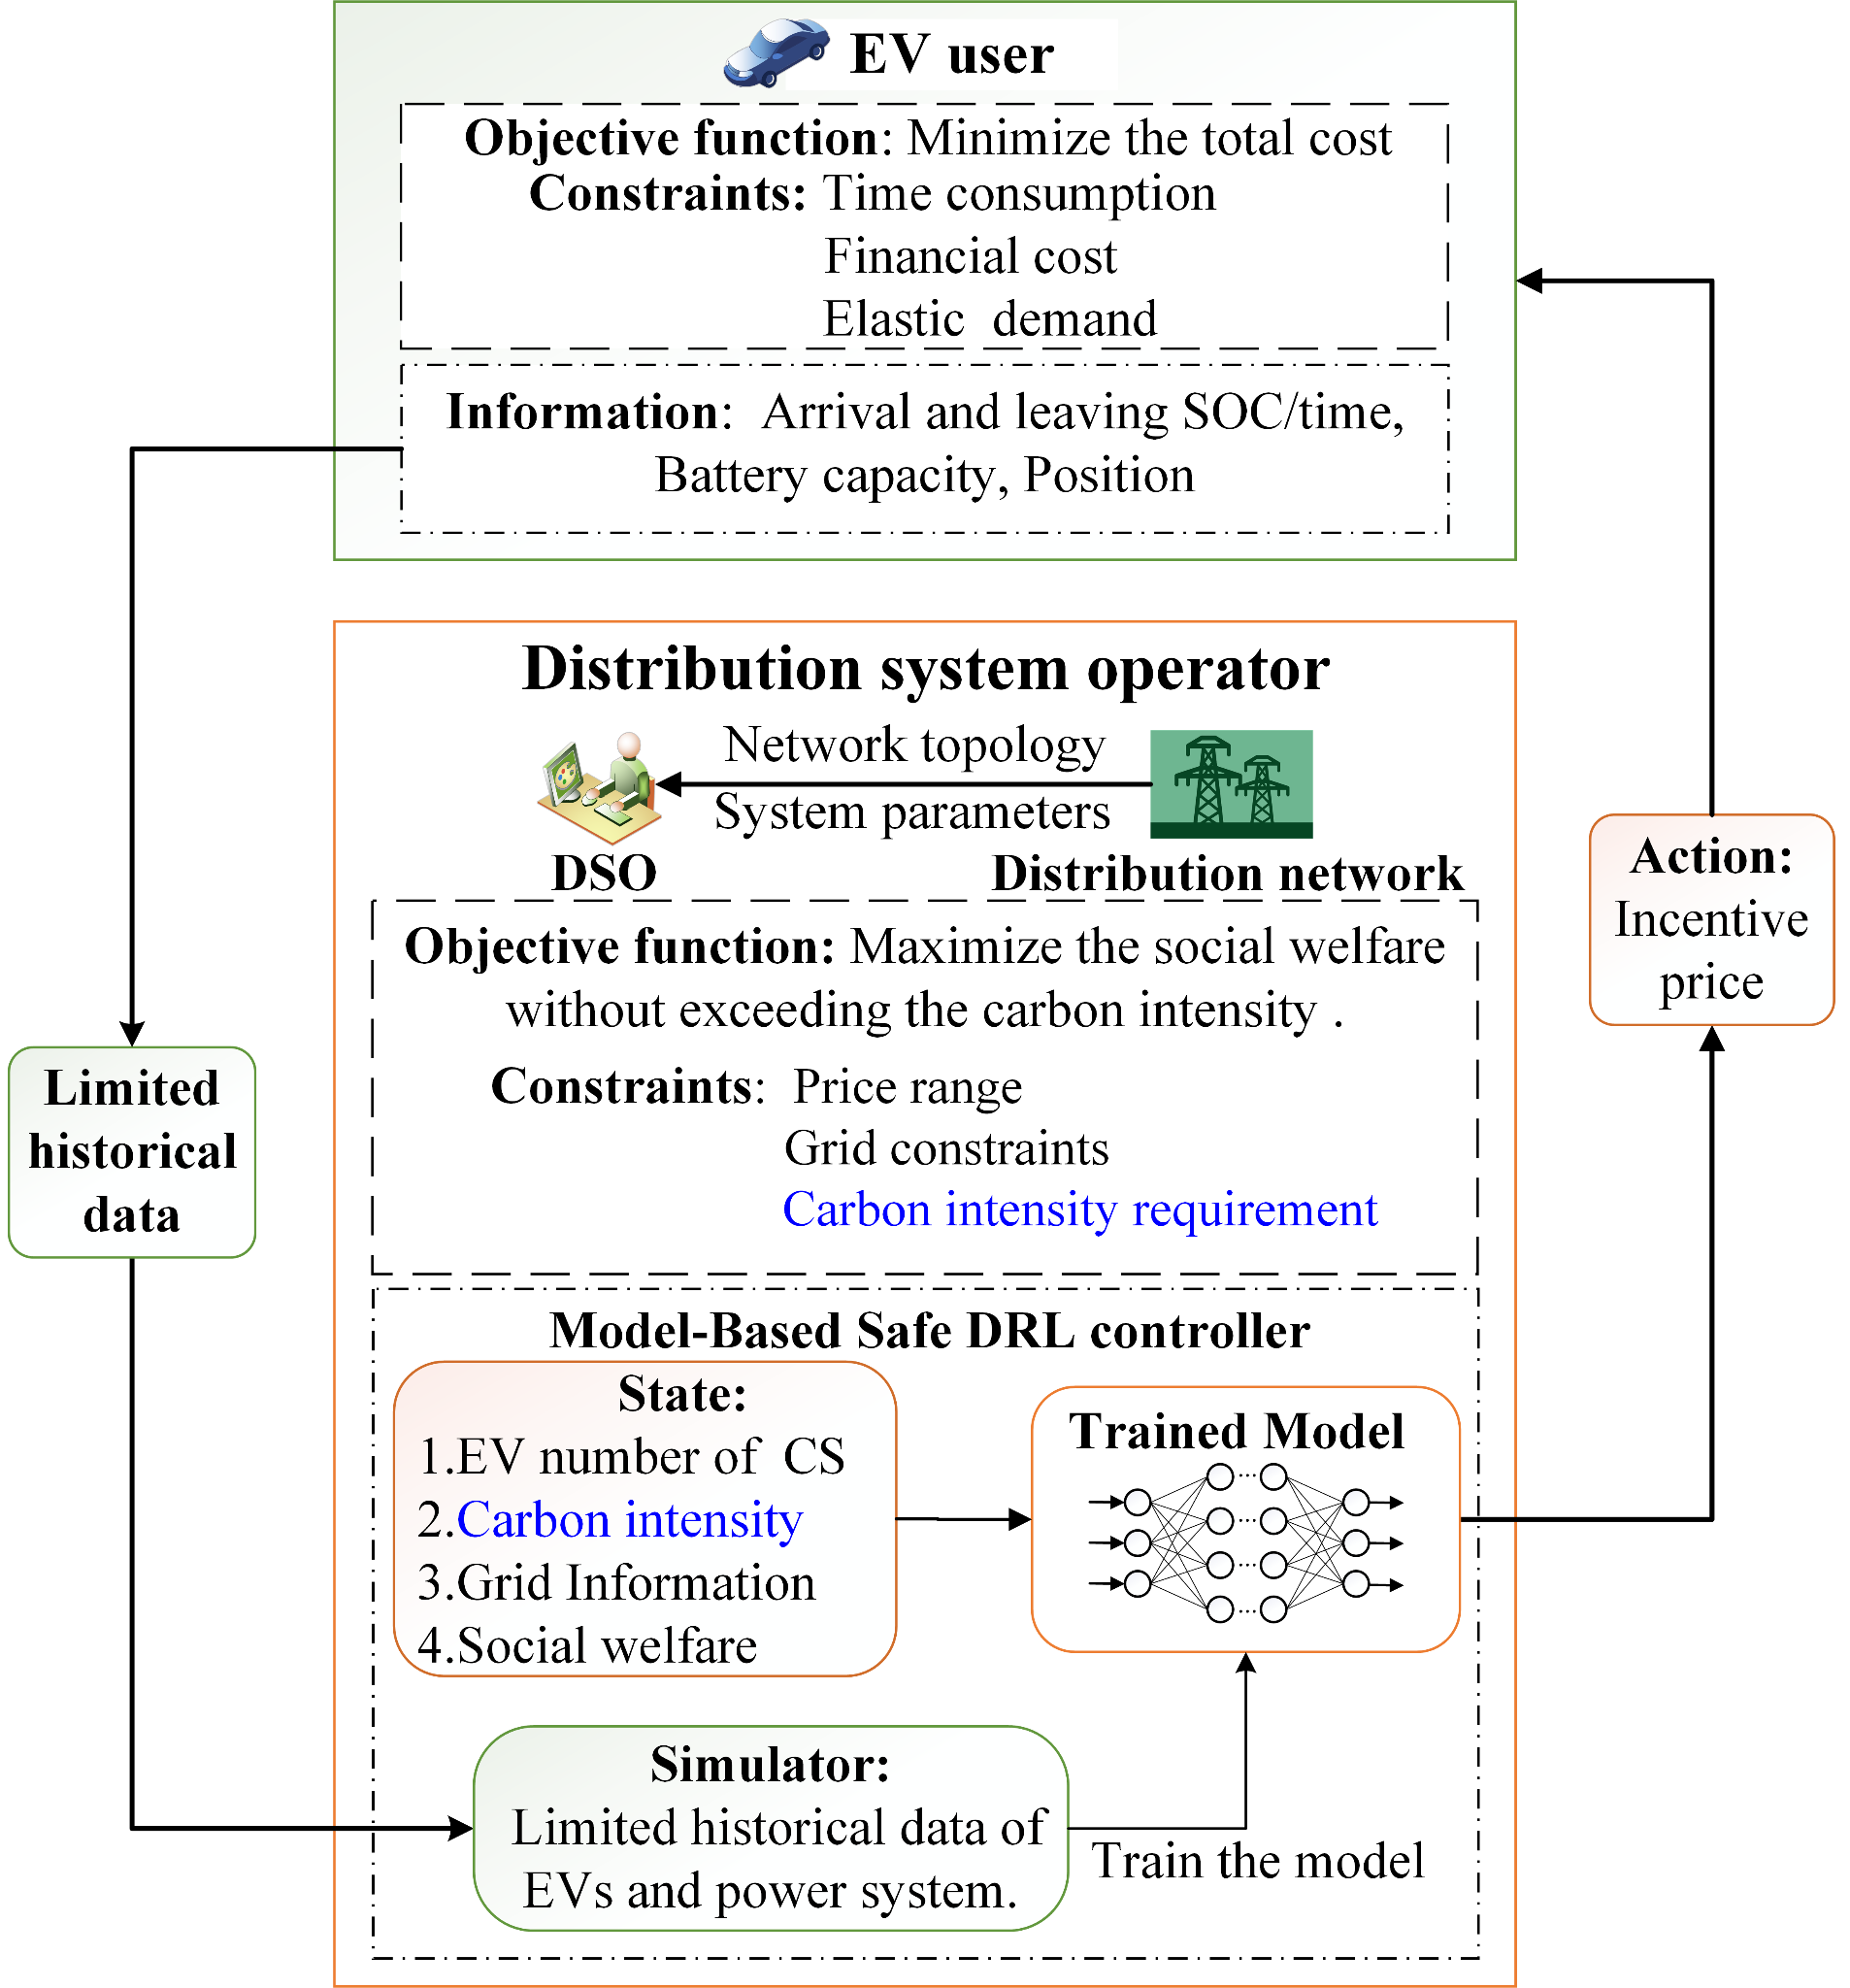 EV user
Objective function: Minimize the total cost
Constraints: Time consumption
Financial cost
Elastic demand
Information: Arrival and leaving SOC/time,
Battery capacity, Position
Distribution system operator
Network topology
System parameters
DSO
Distribution network
Objective function: Maximize the social welfare
without exceeding the carbon intensity .
Constraints: Price range
Grid constraints
Carbon intensity requirement
Model-Based Safe DRL controller
State:
1.EV number of CS
2.Carbon intensity
3.Grid Information
4.Social welfare
Trained Model
Simulator:
Limited historical data of
EVs and power system.
Train the model
Limited
historical
data
Action:
Incentive
price